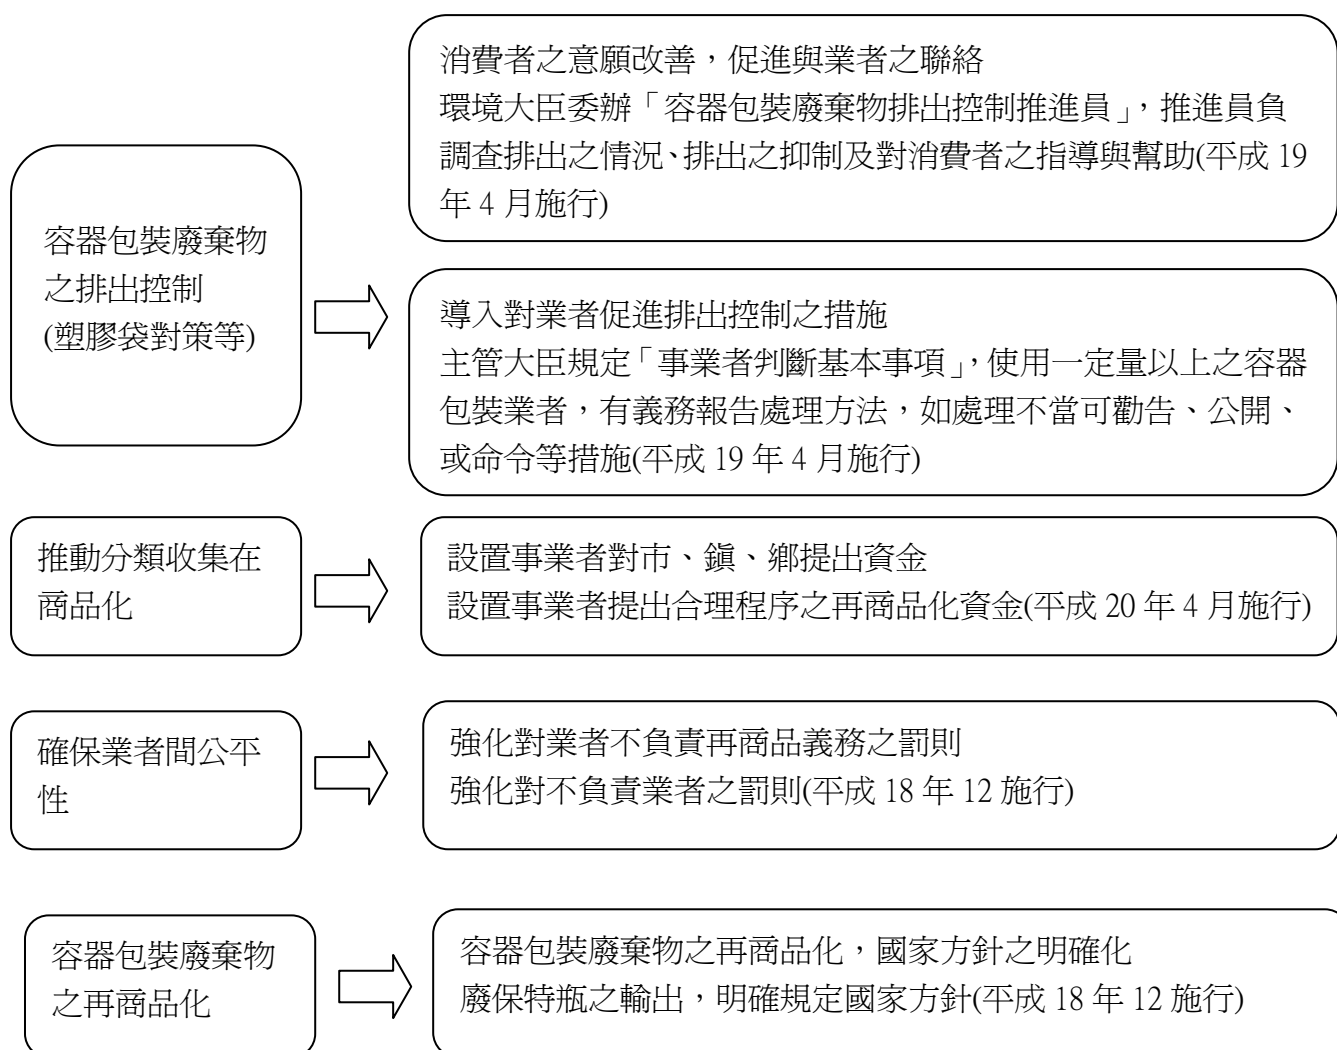 容器包裝廢棄物
之排出控制
(塑膠袋對策等)
消費者之意願改善，促進與業者之聯絡
環境大臣委辦「容器包裝廢棄物排出控制推進員」，推進員負
調查排出之情況、排出之抑制及對消費者之指導與幫助(平成 19
年 4 月施行)
導入對業者促進排出控制之措施
主管大臣規定「事業者判斷基本事項」，使用一定量以上之容器
包裝業者，有義務報告處理方法，如處理不當可勸告、公開、
或命令等措施(平成 19 年 4 月施行)
推動分類收集在
商品化
設置事業者對市、鎮、鄉提出資金
設置事業者提出合理程序之再商品化資金(平成 20 年 4 月施行)
確保業者間公平
性
強化對業者不負責再商品義務之罰則
強化對不負責業者之罰則(平成 18 年 12 施行)
容器包裝廢棄物
之再商品化
容器包裝廢棄物之再商品化，國家方針之明確化
廢保特瓶之輸出，明確規定國家方針(平成 18 年 12 施行)